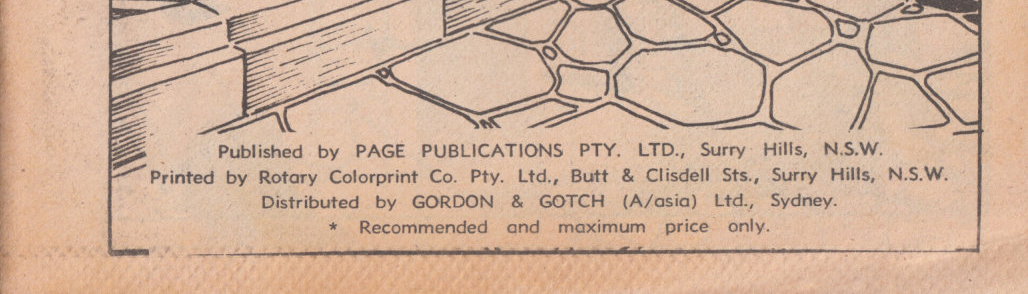 Published by PAGE PUBLICATIONS PTY. LTD., Surry Hills, N.S.W.
Printed by Rotary Colorprint Co. Pty. Ltd., Butt & Clisdell Sts., Surry Hills, N.S.W.
Distributed by GORDON & GOTCH (A/asia) Ltd., Sydney.
* Recommended and maximum price only.